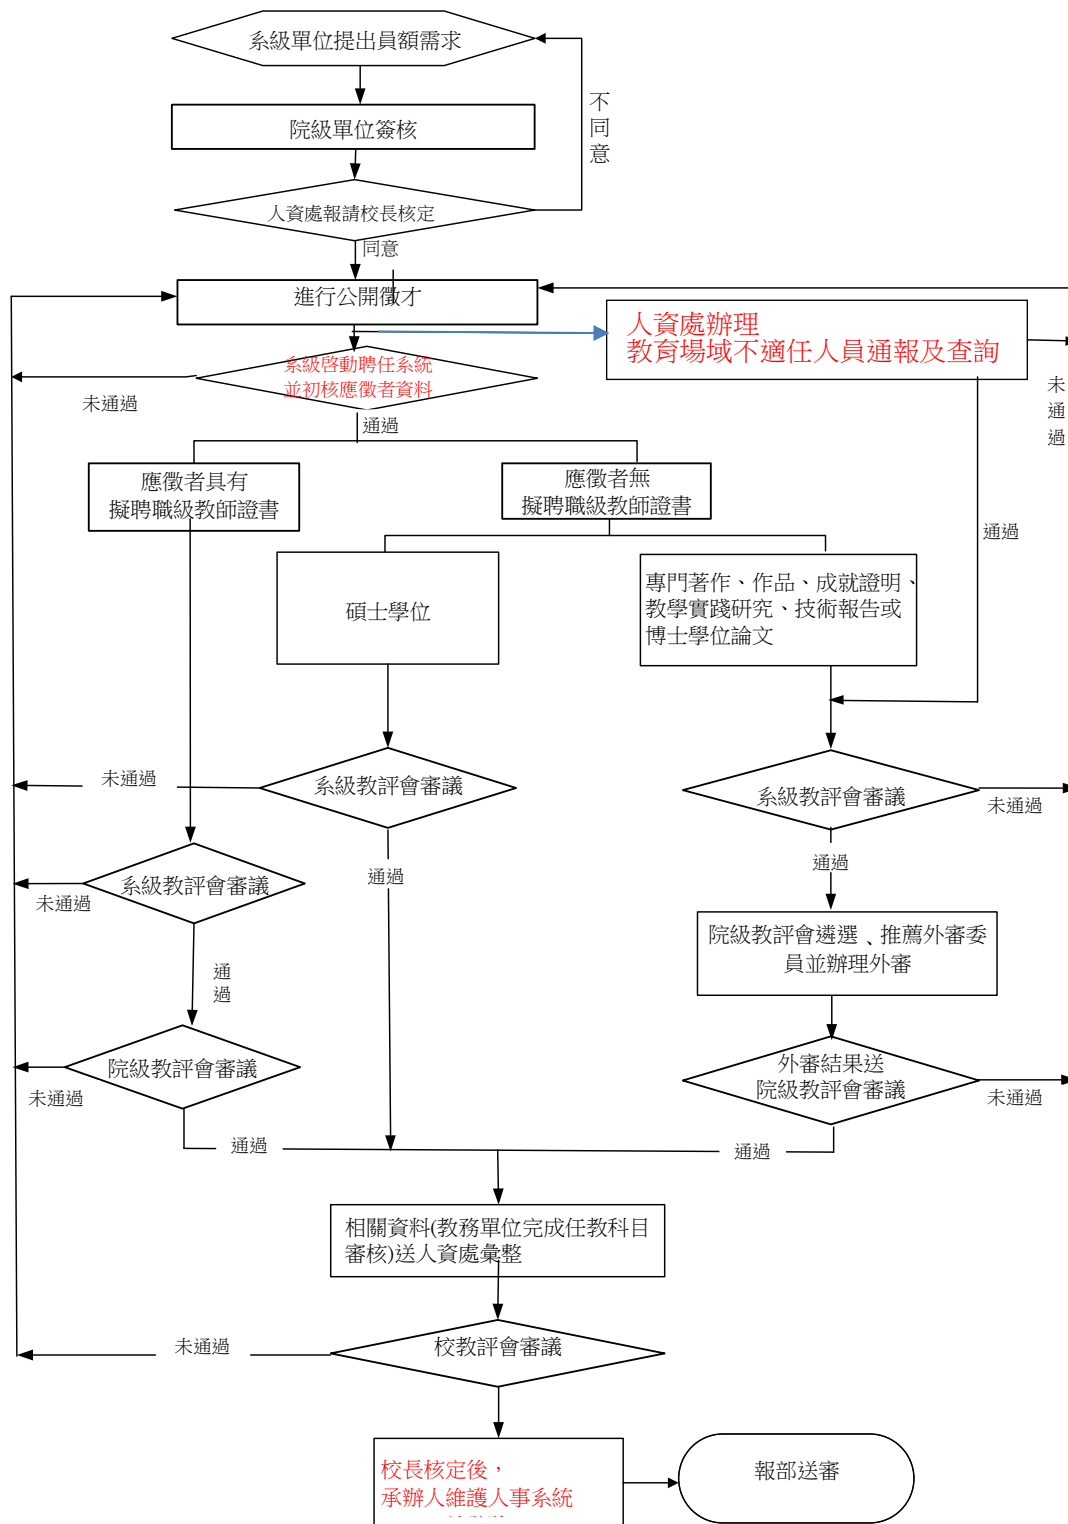 系級單位提出員額需求
不
同
意
院級單位簽核
人資處報請校長核定
同意
進行公開徵才
人資處辦理
教育場域不適任人員通報及查詢
系級啓動聘任系統
並初核應徵者資料
未通過
未
通
過
通過
應徵者具有
擬聘職級教師證書
應徵者無
擬聘職級教師證書
通過
碩士學位
專門著作、作品、成就證明、
教學實踐研究、技術報告或
博士學位論文
未通過
系級教評會審議
系級教評會審議
未通過
系級教評會審議
未通過
通過
通過
院級教評會遴選、推薦外審委
員並辦理外審
通
過
院級教評會審議
未通過
外審結果送
院級教評會審議
未通過
通過
通過
相關資料(教務單位完成任教科目
審核)送人資處彙整
未通過
校教評會審議
校長核定後，
承辦人維護人事系統
報部送審